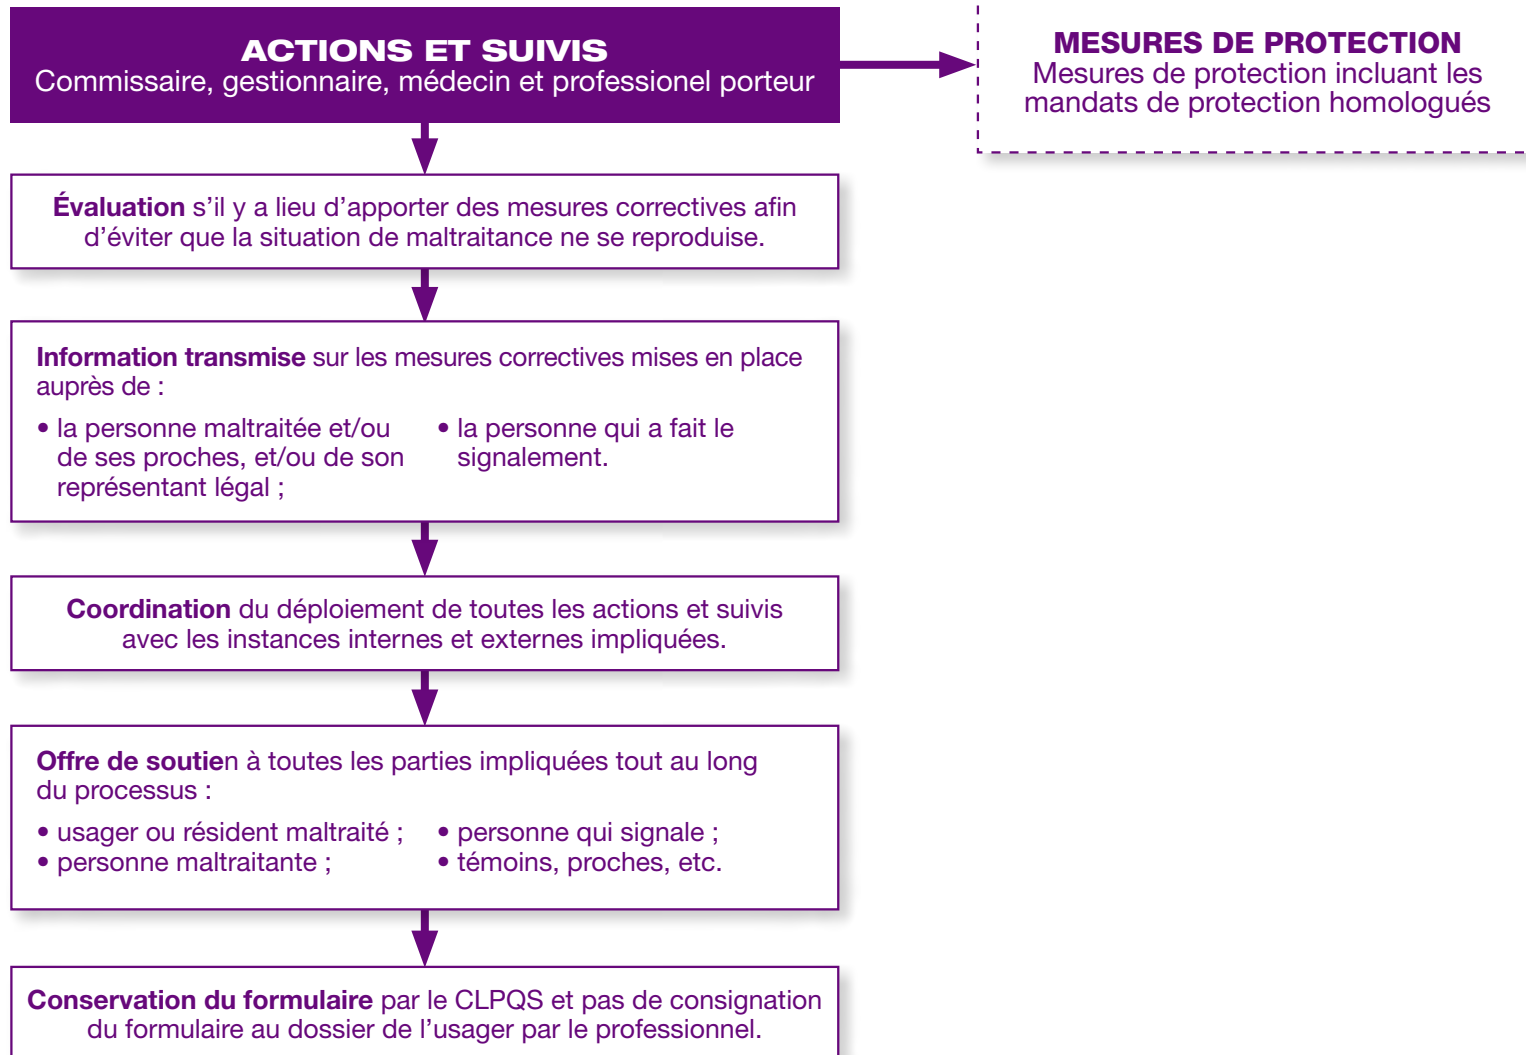 ACTIONS ET SUIVIS
Commissaire, gestionnaire, médecin et professionel porteur
MESURES DE PROTECTION
Mesures de protection incluant les
mandats de protection homologués
Évaluation s’il y a lieu d’apporter des mesures correctives afin
d’éviter que la situation de maltraitance ne se reproduise.
Information transmise sur les mesures correctives mises en place
auprès de :
• la personne maltraitée et/ou
de ses proches, et/ou de son
représentant légal ;
• la personne qui a fait le
signalement.
Coordination du déploiement de toutes les actions et suivis
avec les instances internes et externes impliquées.
Offre de soutien à toutes les parties impliquées tout au long
du processus :
• usager ou résident maltraité ;
• personne maltraitante ;
• personne qui signale ;
• témoins, proches, etc.
Conservation du formulaire par le CLPQS et pas de consignation
du formulaire au dossier de l’usager par le professionnel.